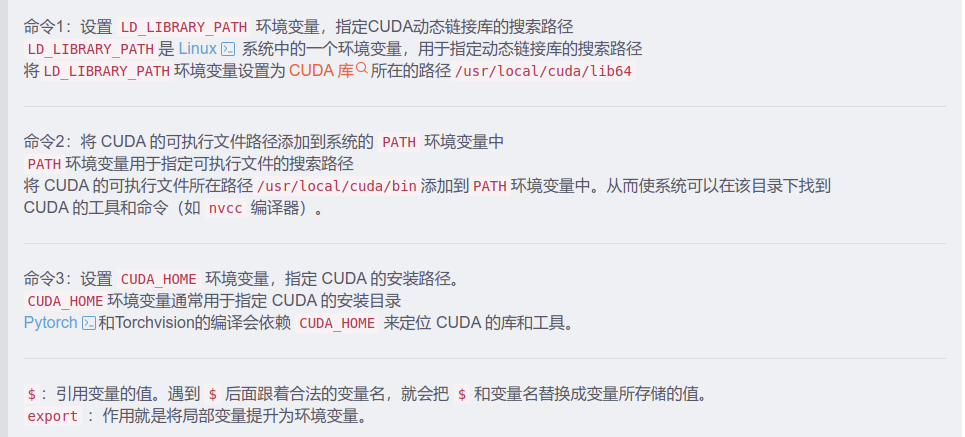 命令1：设置 LD_LIBRARY_PATH 环境变量，指定CUDA动态链接库的搜索路径
LD_LIBRARY_PATH 是 Linux 系统中的一个环境变量，用于指定动态链接库的搜索路径
将 LD_LIBRARY_PATH 环境变量设置为 CUDA 库 所在的路径 /usr/local/cuda/lib64
命令2：将 CUDA 的可执行文件路径添加到系统的 PATH 环境变量中
PATH 环境变量用于指定可执行文件的搜索路径
将 CUDA 的可执行文件所在路径 /usr/local/cuda/bin 添加到 PATH 环境变量中。从而使系统可以在该目录下找到
CUDA 的工具和命令（如 nvcc 编译器）。
命令3：设置 CUDA_HOME 环境变量，指定 CUDA 的安装路径。
CUDA_HOME 环境变量通常用于指定 CUDA 的安装目录
Pytorch 和Torchvision的编译会依赖 CUDA_HOME 来定位 CUDA 的库和工具。
$ ：引用变量的值。遇到 $ 后面跟着合法的变量名，就会把 $ 和变量名替换成变量所存储的值。
export ：作用就是将局部变量提升为环境变量。